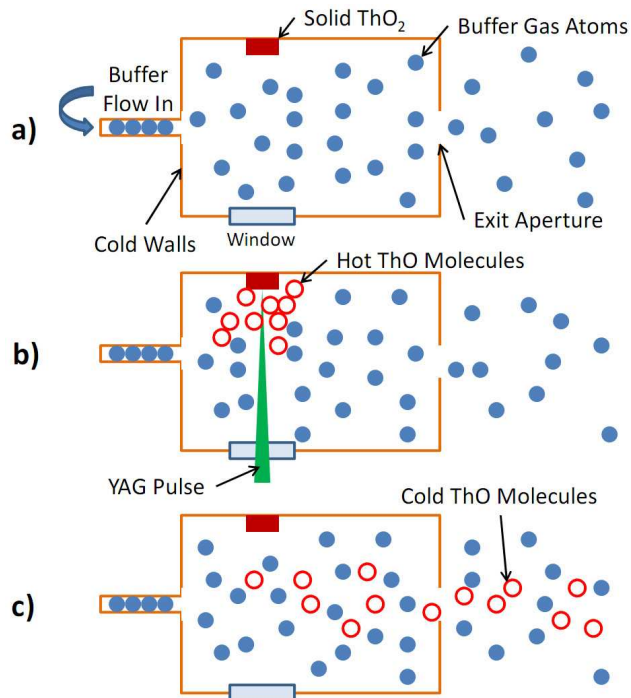 Solid ThO2
Buffer Gas Atoms
Buffer
Flow In
a)
Cold Walls
Window
Exit Aperture
Hot ThO Molecules
b)
YAG Pulse
Cold ThO Molecules
c)